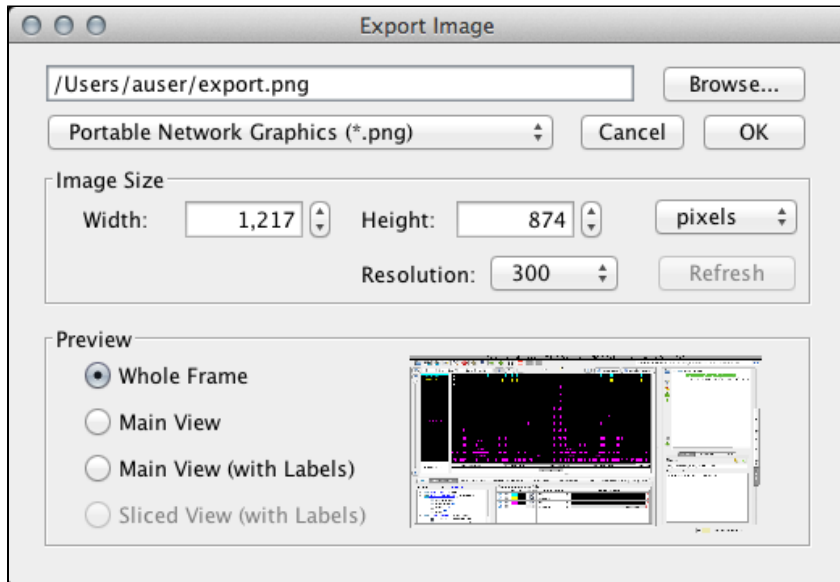 Export Image
/Users/auser/export.png Browse...
Portable Network Graphics (*.png) Cancel OK
Image Size
Width: 1,217 Height: 874 pixels
Resolution: 300 Refresh
Preview
Whole Frame
Main View
Main View (with Labels)
Sliced View (with Labels)